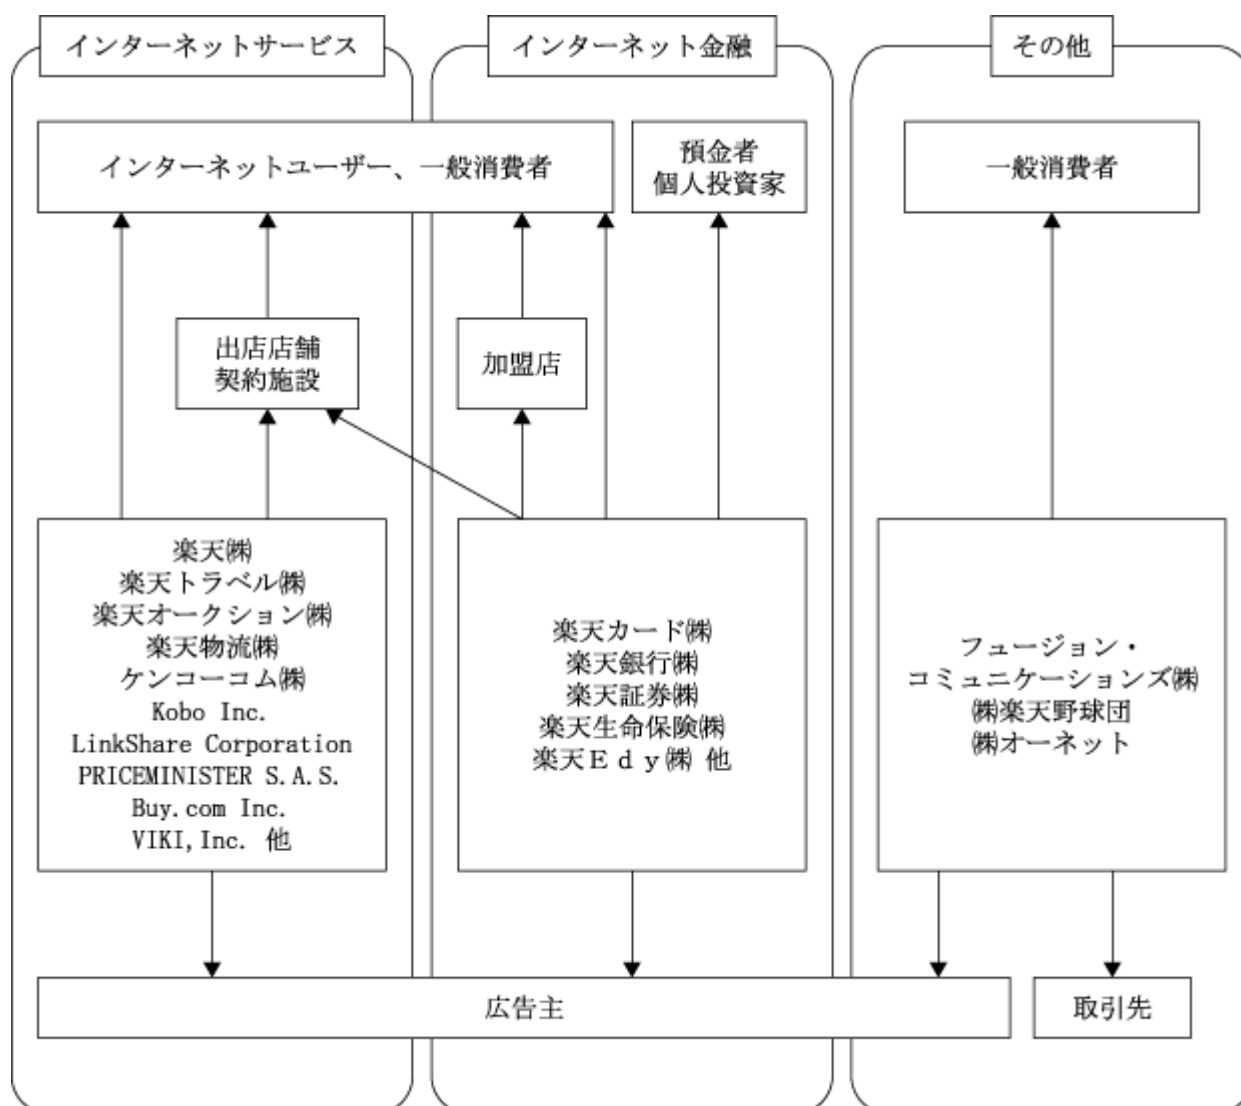 インターネットサービス
インターネット金融
その他
インターネットユーザー、一般消費者
預金者
個人投資家
一般消費者
出店店舗
契約施設
加盟店
楽天㈱
楽天トラベル㈱
楽天オークション㈱
楽天物流㈱
ケンコーコム㈱
Kobo Inc.
LinkShare Corporation
PRICEMINISTER S.A.S.
Buy.com Inc.
VIKI,Inc. 他
楽天カード㈱
楽天銀行㈱
楽天証券㈱
楽天生命保険㈱
楽天Ｅｄｙ㈱ 他
フュージョン・
コミュニケーションズ㈱
㈱楽天野球団
㈱オーネット
広告主
取引先